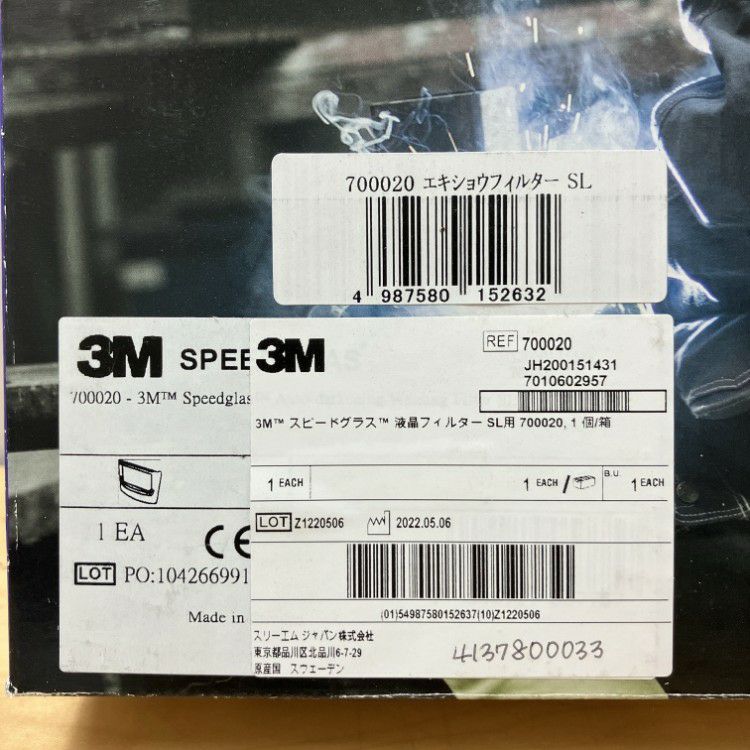 700020 エキショウフィルター SL
4 987580 152632
3M SPEE
700020 - 3M™ Speedglas
1 EA
CE
LOT PO:104266991
Made in
3M
REF 700020
JH200151431
7010602957
3M™ スピードグラス™ 液晶フィルター SL用 700020, 1 個/箱
1 EACH
1 EACH /
B.U.
1 EACH
LOT Z1220506
2022.05.06
(01)54987580152637(10)Z1220506
スリーエム ジャパン株式会社
東京都品川区北品川6-7-29
原産国 スウェーデン
4137800033